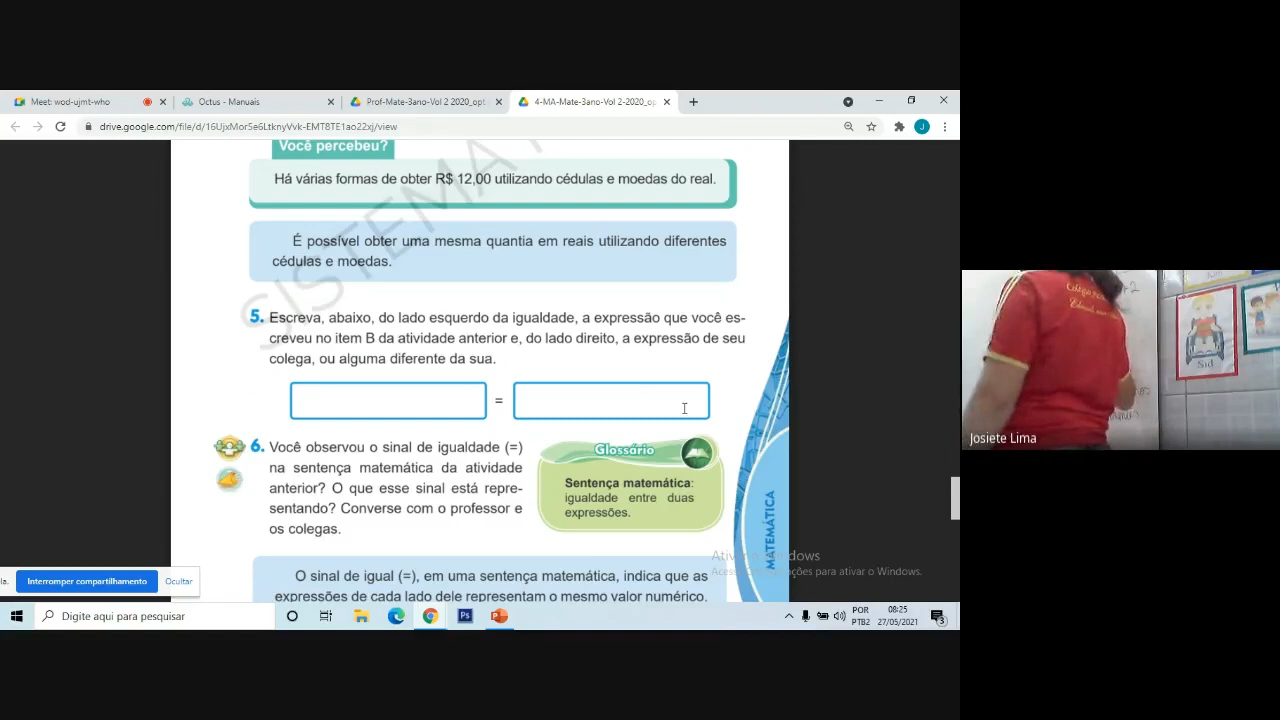 Meet: wod-ujmt-who
Octus - Manuais
Prof-Mate-3ano-Vol 2 2020_opt
4-MA-Mate-3ano-Vol 2-2020_op
drive.google.com/file/d/16UjxMor5e6LtknyVvk-EMT8TE1ao22xj/view
Você percebeu?
Há várias formas de obter R$ 12,00 utilizando cédulas e moedas do real.
É possível obter uma mesma quantia em reais utilizando diferentes
cédulas e moedas.
SISTEMA
5. Escreva, abaixo, do lado esquerdo da igualdade, a expressão que você es-
creveu no item B da atividade anterior e, do lado direito, a expressão de seu
colega, ou alguma diferente da sua.
=
6. Você observou o sinal de igualdade (=)
na sentença matemática da atividade
anterior? O que esse sinal está repre-
sentando? Converse com o professor e
os colegas.
Glossário
Sentença matemática:
igualdade entre duas
expressões.
MATEMÁTICA
O sinal de igual (=), em uma sentença matemática, indica que as
expressões de cada lado dele representam o mesmo valor numérico.
la.
Interromper compartilhamento
Ocultar
Digite aqui para pesquisar
POR
PTB2
08:25
27/05/2021
3
Sid
Josiete Lima